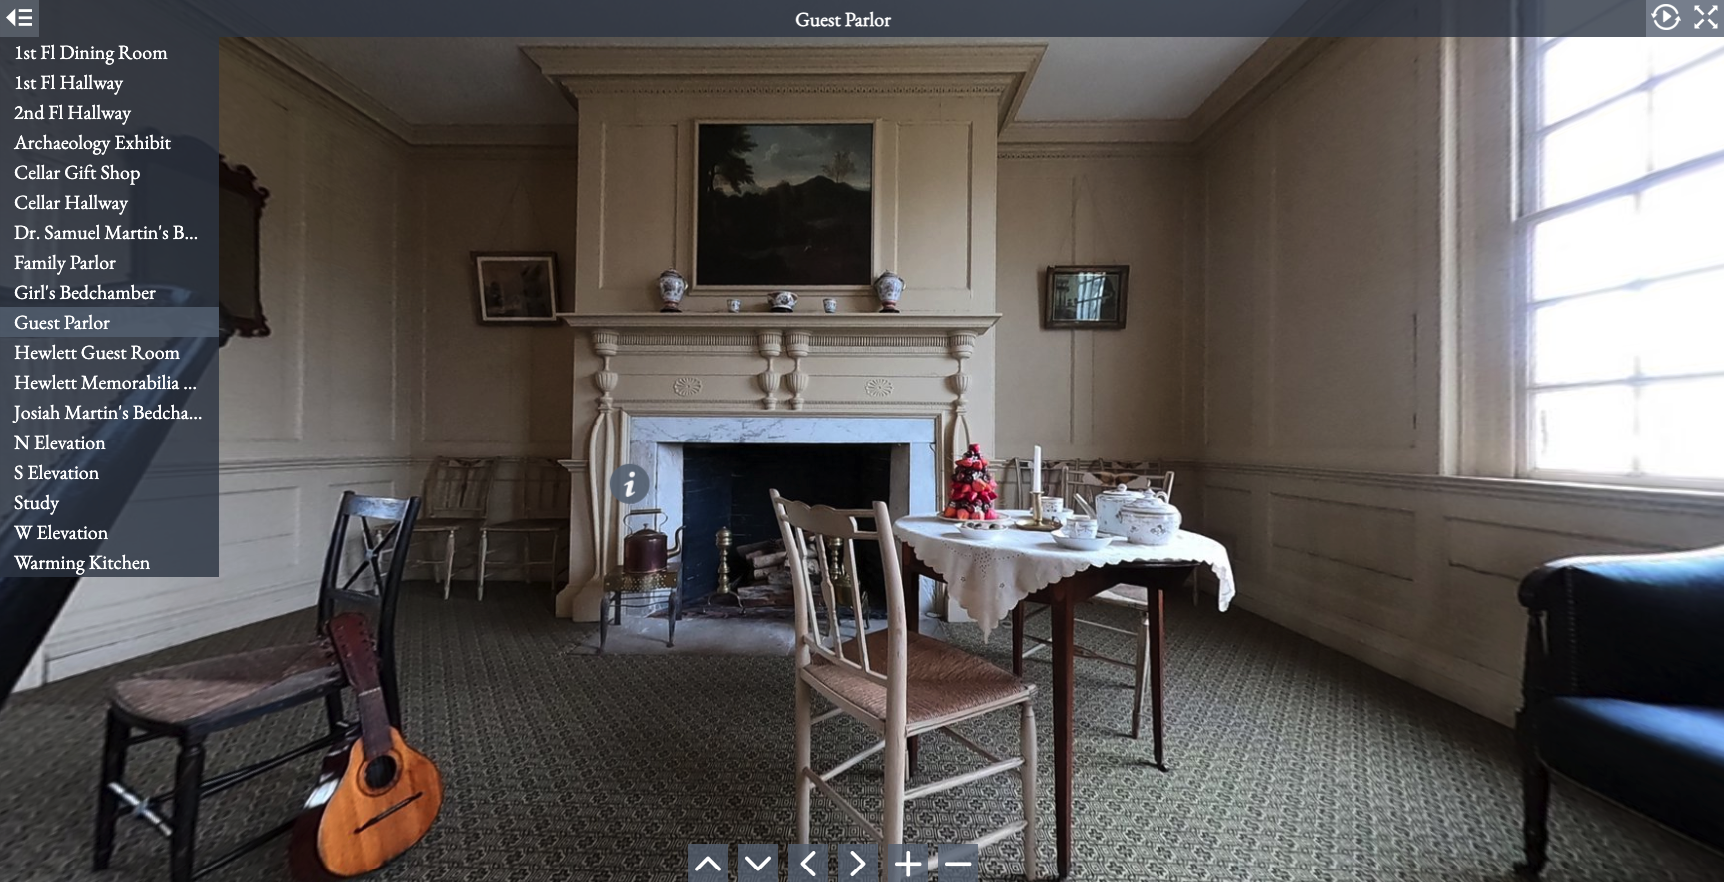 Guest Parlor
1st Fl Dining Room
1st Fl Hallway
2nd Fl Hallway
Archaeology Exhibit
Cellar Gift Shop
Cellar Hallway
Dr. Samuel Martin's B...
Family Parlor
Girl's Bedchamber
Guest Parlor
Hewlett Guest Room
Hewlett Memorabilia ...
Josiah Martin's Bedcha...
N Elevation
S Elevation
Study
W Elevation
Warming Kitchen
i